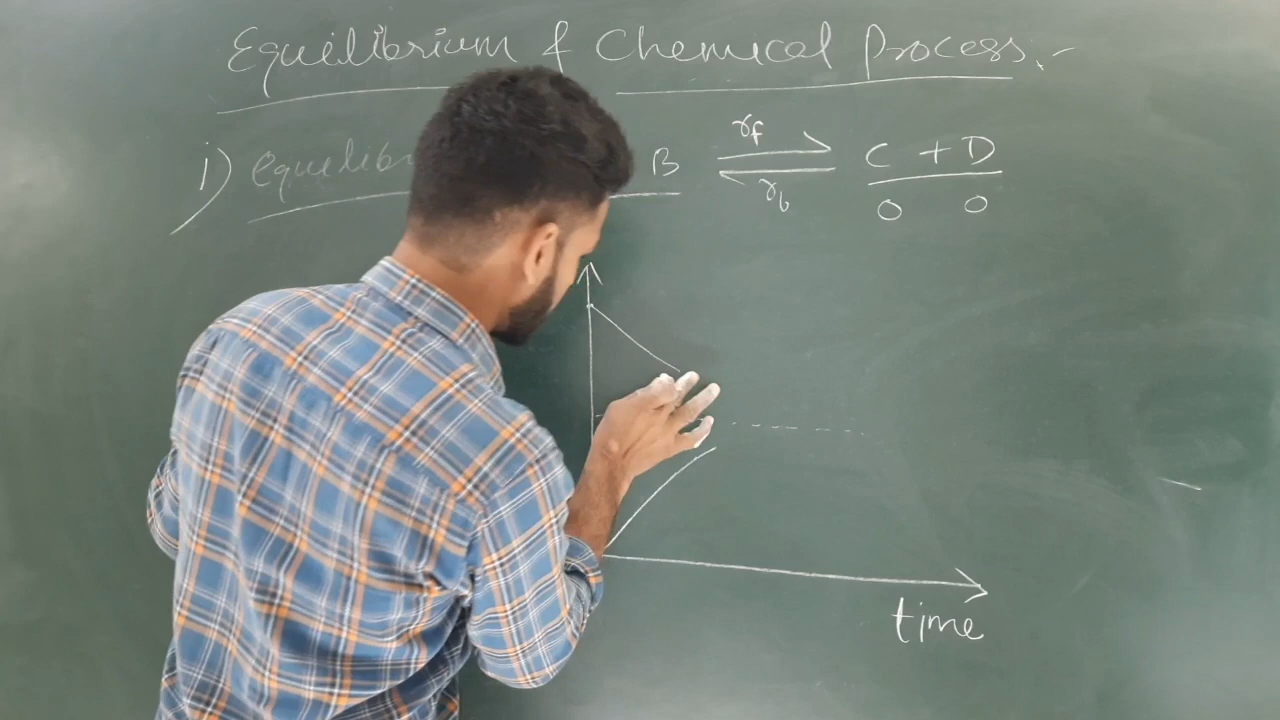 Equilibrium of Chemical Process :-
i) equilibr B ⇌ C + D
rf
rb
0 0
time